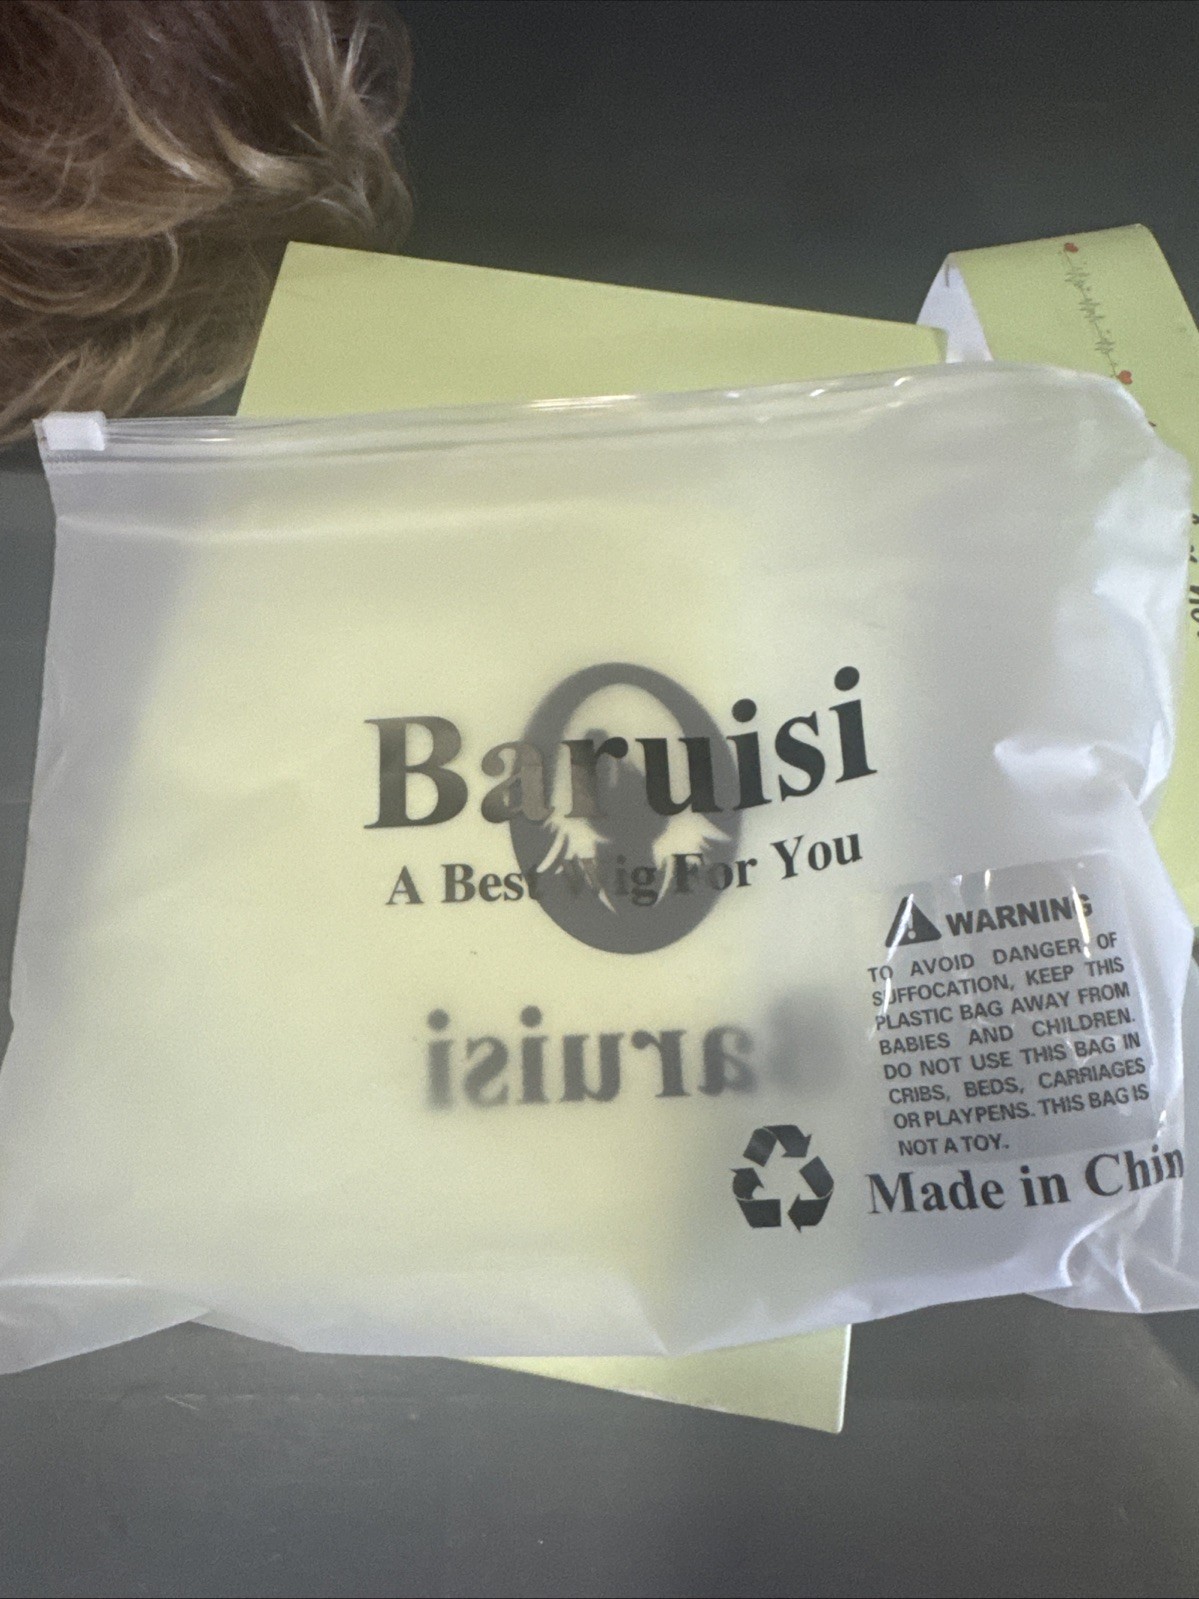 Baruisi
A Best Wig For You
WARNING
TO AVOID DANGER OF
SUFFOCATION, KEEP THIS
PLASTIC BAG AWAY FROM
BABIES AND CHILDREN.
DO NOT USE THIS BAG IN
CRIBS, BEDS, CARRIAGES
OR PLAYPENS. THIS BAG IS
NOT A TOY.
Baruisi
Made in Chin